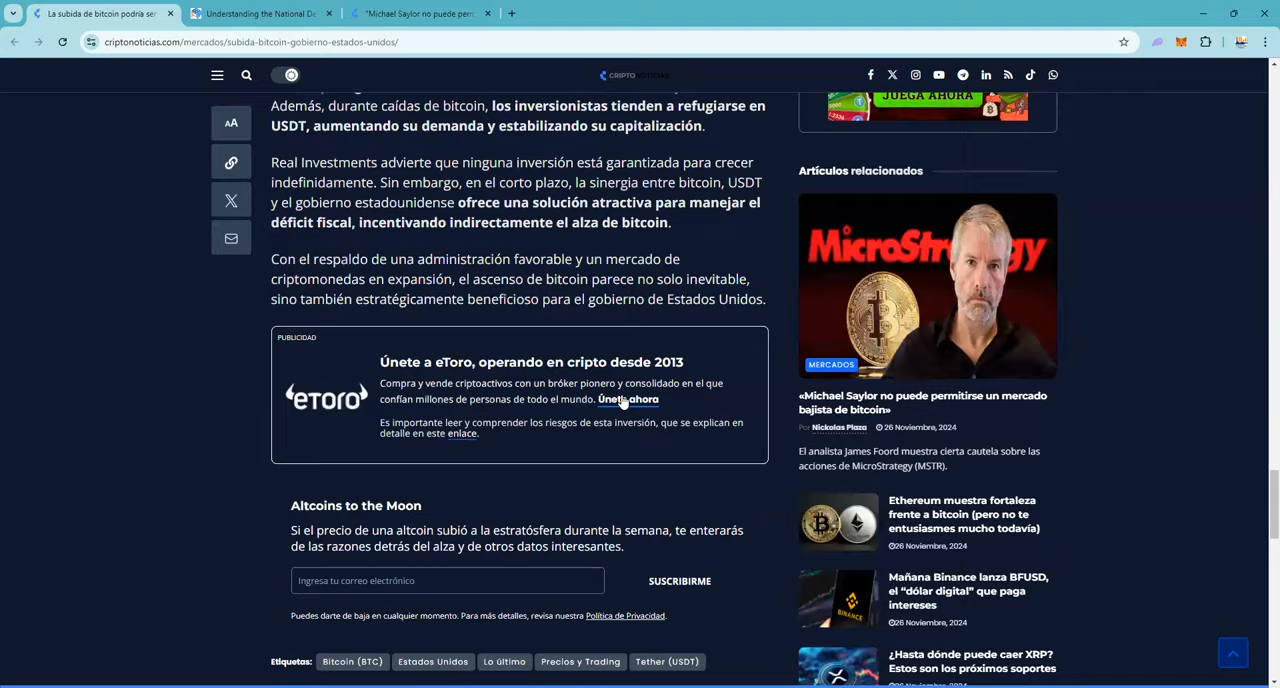 La subida de bitcoin podría ser
Understanding the National De
"Michael Saylor no puede perm
criptonoticias.com/mercados/subida-bitcoin-gobierno-estados-unidos/
CRIPTONOTICIAS
AA
Además, durante caídas de bitcoin, los inversionistas tienden a refugiarse en
USDT, aumentando su demanda y estabilizando su capitalización.
Real Investments advierte que ninguna inversión está garantizada para crecer
indefinidamente. Sin embargo, en el corto plazo, la sinergia entre bitcoin, USDT
y el gobierno estadounidense ofrece una solución atractiva para manejar el
déficit fiscal, incentivando indirectamente el alza de bitcoin.
Con el respaldo de una administración favorable y un mercado de
criptomonedas en expansión, el ascenso de bitcoin parece no solo inevitable,
sino también estratégicamente beneficioso para el gobierno de Estados Unidos.
PUBLICIDAD
eToro
Únete a eToro, operando en cripto desde 2013
Compra y vende criptoactivos con un bróker pionero y consolidado en el que
confían millones de personas de todo el mundo. Únete ahora
Es importante leer y comprender los riesgos de esta inversión, que se explican en
detalle en este enlace.
Altcoins to the Moon
Si el precio de una altcoin subió a la estratósfera durante la semana, te enterarás
de las razones detrás del alza y de otros datos interesantes.
Ingresa tu correo electrónico
SUSCRIBIRME
Puedes darte de baja en cualquier momento. Para más detalles, revisa nuestra Política de Privacidad.
Etiquetas: Bitcoin (BTC) Estados Unidos Lo último Precios y Trading Tether (USDT)
JUEGA AHORA
Artículos relacionados
MicroStr
MERCADOS
«Michael Saylor no puede permitirse un mercado
bajista de bitcoin»
Por Nickolas Plaza 26 Noviembre, 2024
El analista James Foord muestra cierta cautela sobre las
acciones de MicroStrategy (MSTR).
Ethereum muestra fortaleza
frente a bitcoin (pero no te
entusiasmes mucho todavía)
26 Noviembre, 2024
Mañana Binance lanza BFUSD,
el “dólar digital” que paga
intereses
26 Noviembre, 2024
BINANCE
¿Hasta dónde puede caer XRP?
Estos son los próximos soportes
26 Noviembre, 2024